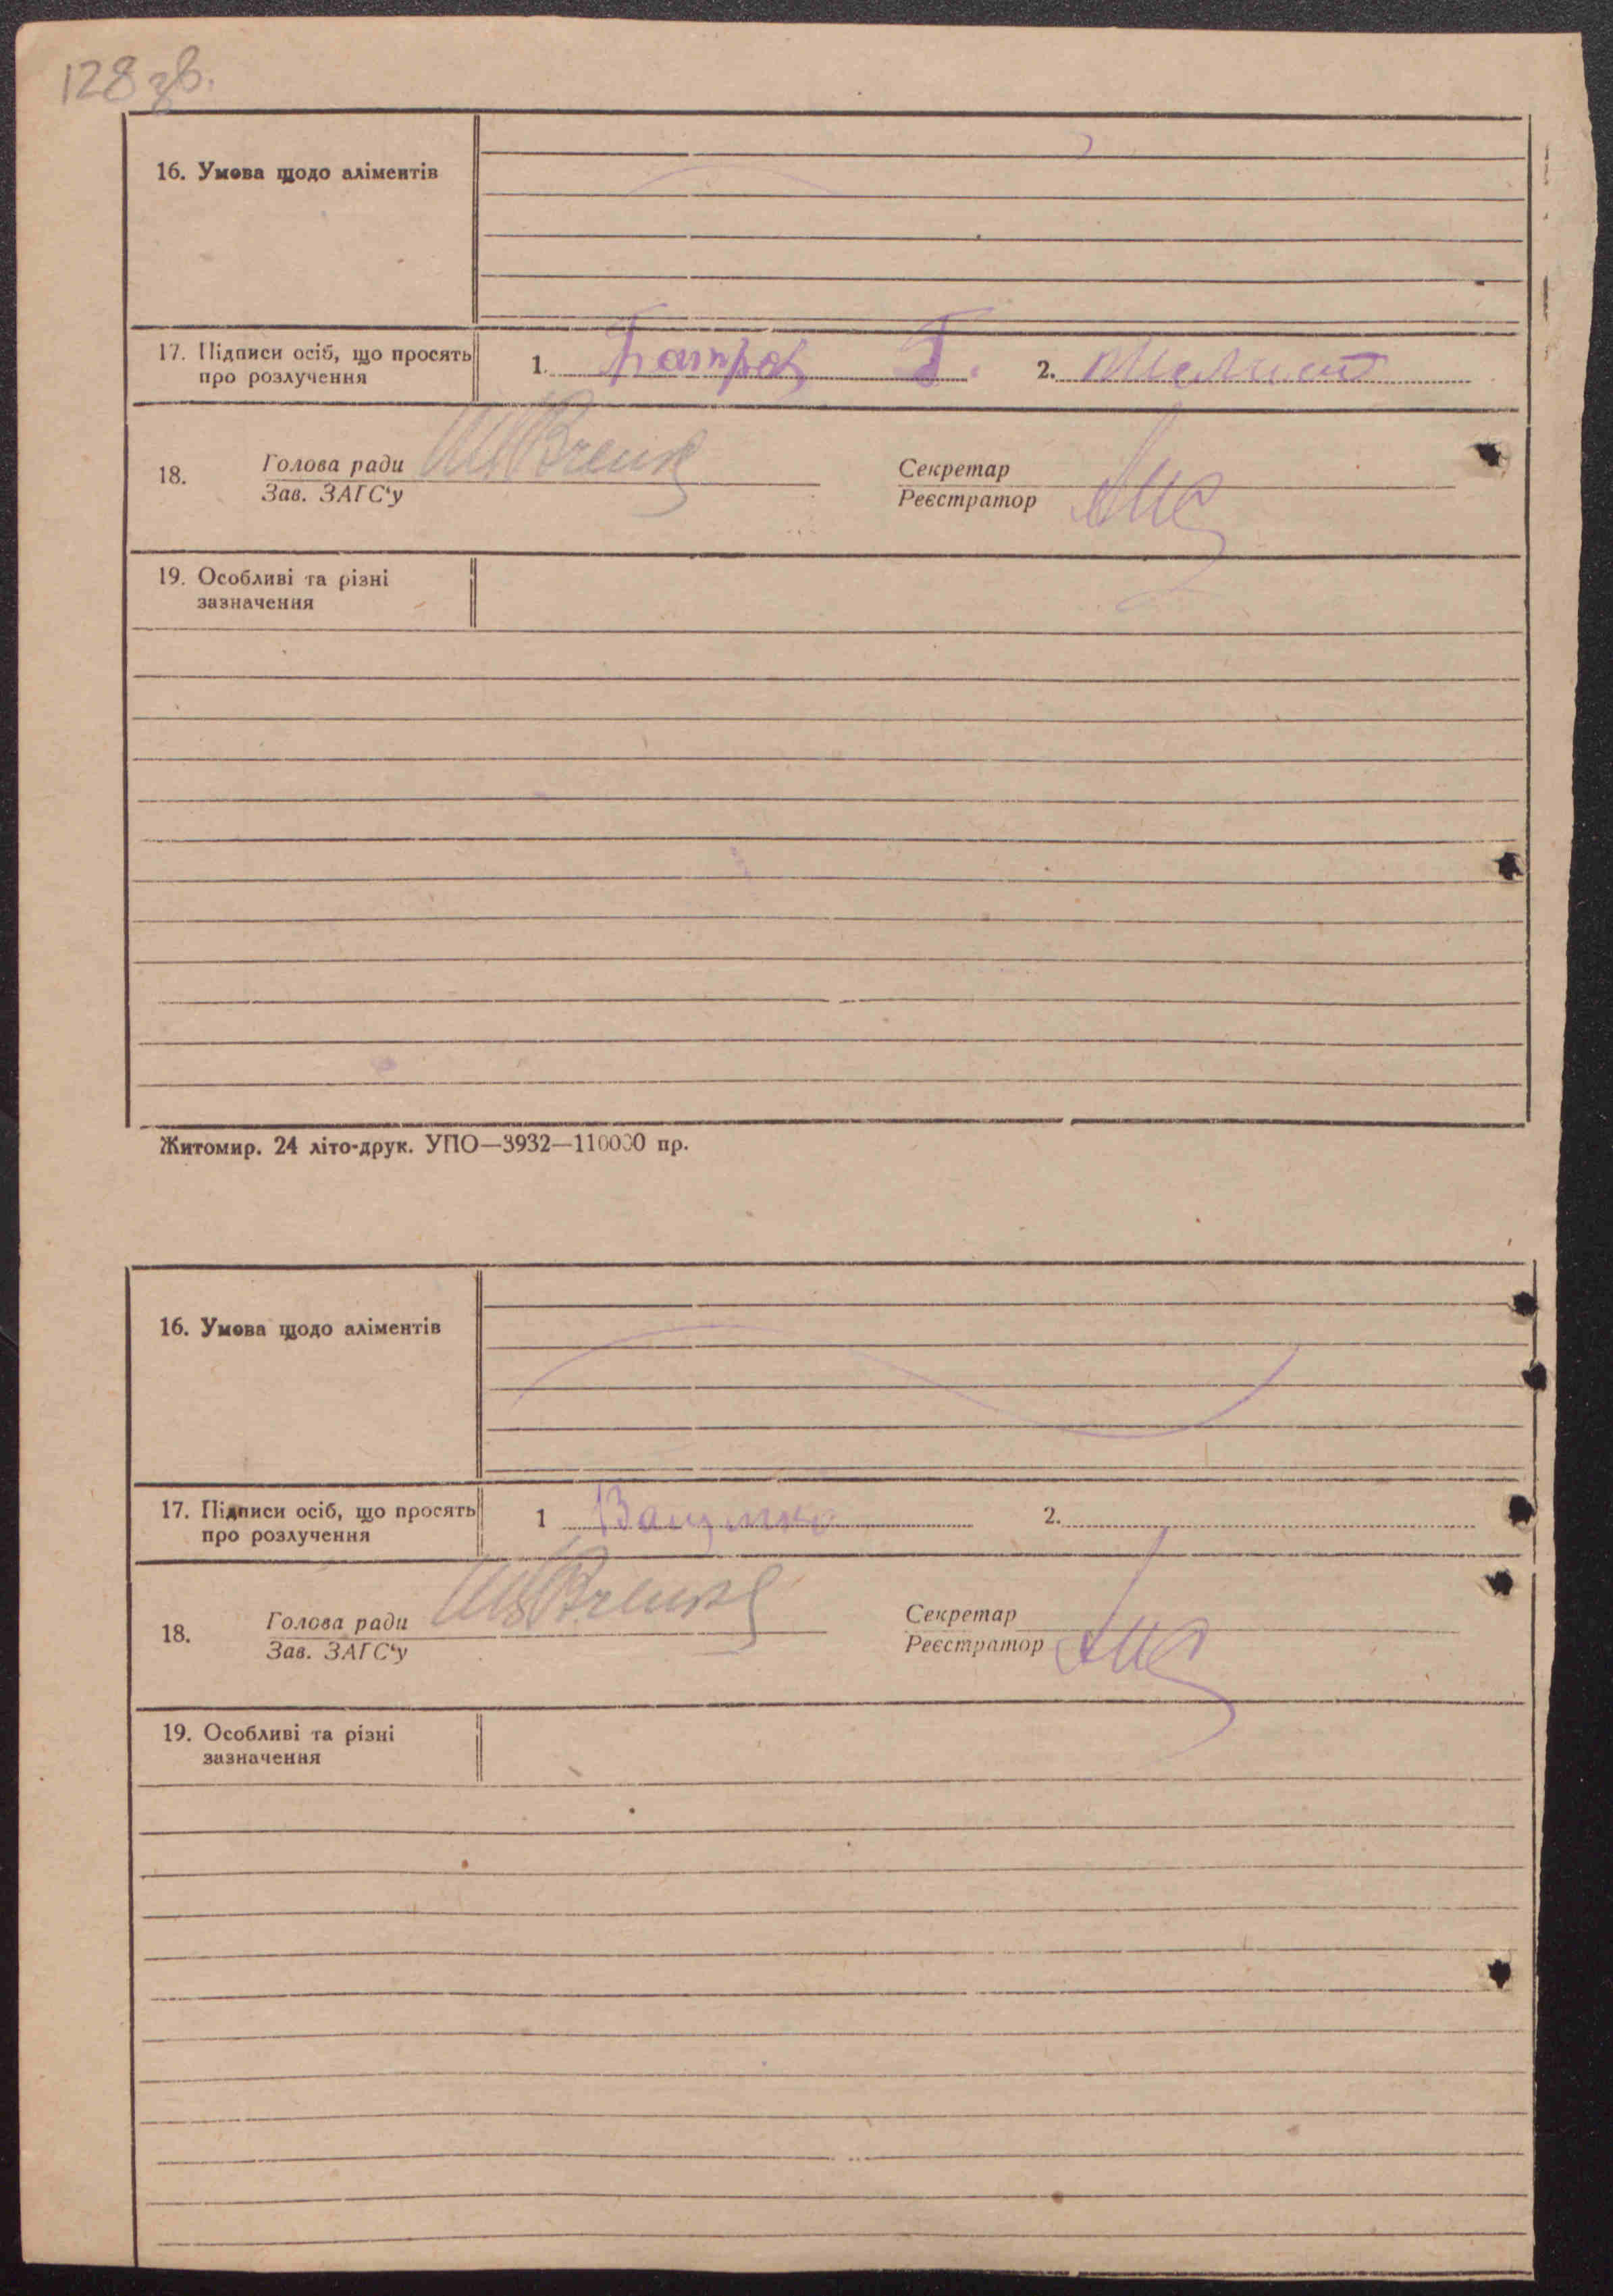 128 зв.
16. Умова щодо аліментів
17. Підписи осіб, що просять 1. 2.
про розлучення
18. Голова ради Секретар
Зав. ЗАГС‘у Реєстратор
19. Особливі та різні
зазначення
Житомир. 24 літо-друк. УПО—3932—110000 пр.
16. Умова щодо аліментів
17. Підписи осіб, що просять 1 Ващенко 2.
про розлучення
18. Голова ради Секретар
Зав. ЗАГС‘у Реєстратор
19. Особливі та різні
зазначення